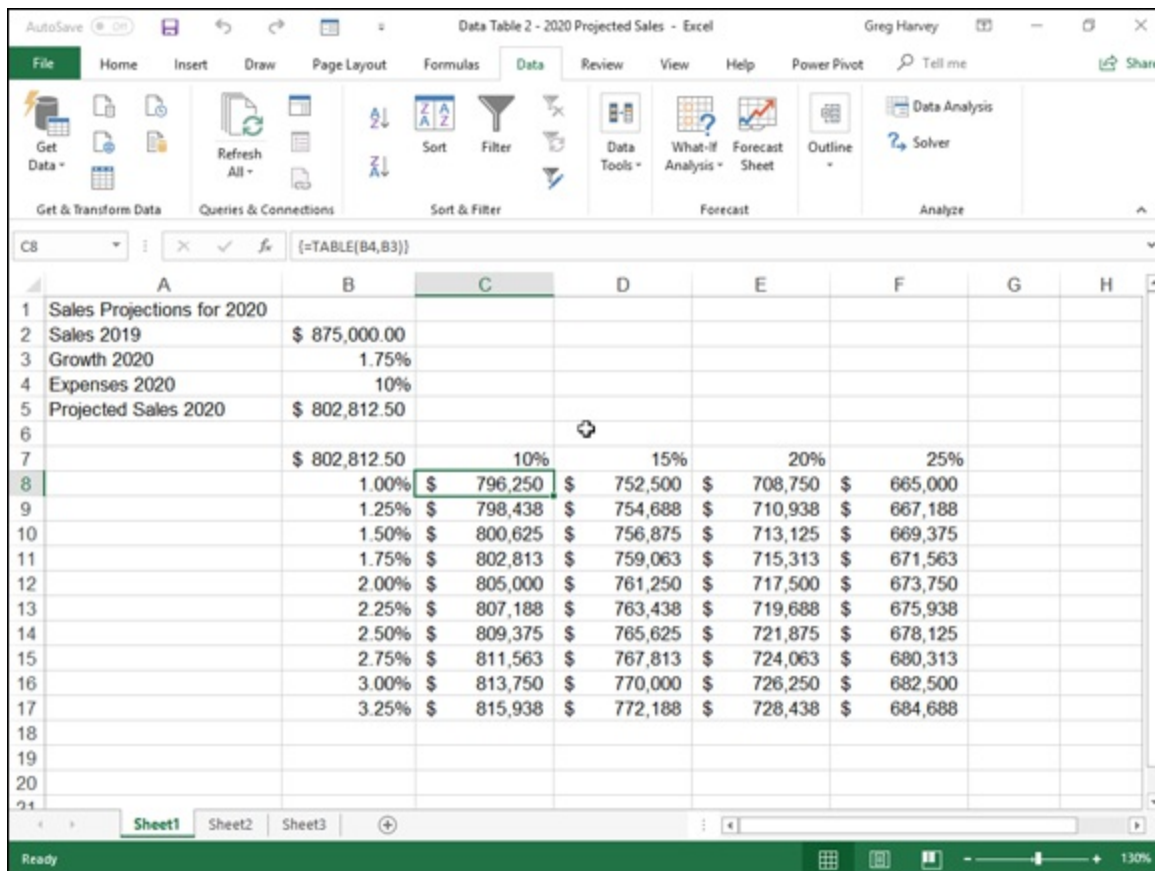 AutoSave Off Data Table 2 - 2020 Projected Sales - Excel Greg Harvey
File Home Insert Draw Page Layout Formulas Data Review View Help Power Pivot Tell me Share
Get Data
Refresh All
Sort
Filter
Data Tools
What-If Analysis
Forecast Sheet
Outline
Data Analysis
Solver
Get & Transform Data Queries & Connections Sort & Filter Forecast Analyze
C8 fx {=TABLE(B4,B3)}
A B C D E F G H
1 Sales Projections for 2020
2 Sales 2019 $ 875,000.00
3 Growth 2020 1.75%
4 Expenses 2020 10%
5 Projected Sales 2020 $ 802,812.50
6
7 $ 802,812.50 10% 15% 20% 25%
8 1.00% $ 796,250 $ 752,500 $ 708,750 $ 665,000
9 1.25% $ 798,438 $ 754,688 $ 710,938 $ 667,188
10 1.50% $ 800,625 $ 756,875 $ 713,125 $ 669,375
11 1.75% $ 802,813 $ 759,063 $ 715,313 $ 671,563
12 2.00% $ 805,000 $ 761,250 $ 717,500 $ 673,750
13 2.25% $ 807,188 $ 763,438 $ 719,688 $ 675,938
14 2.50% $ 809,375 $ 765,625 $ 721,875 $ 678,125
15 2.75% $ 811,563 $ 767,813 $ 724,063 $ 680,313
16 3.00% $ 813,750 $ 770,000 $ 726,250 $ 682,500
17 3.25% $ 815,938 $ 772,188 $ 728,438 $ 684,688
18
19
20
21
Sheet1 Sheet2 Sheet3
Ready 130%